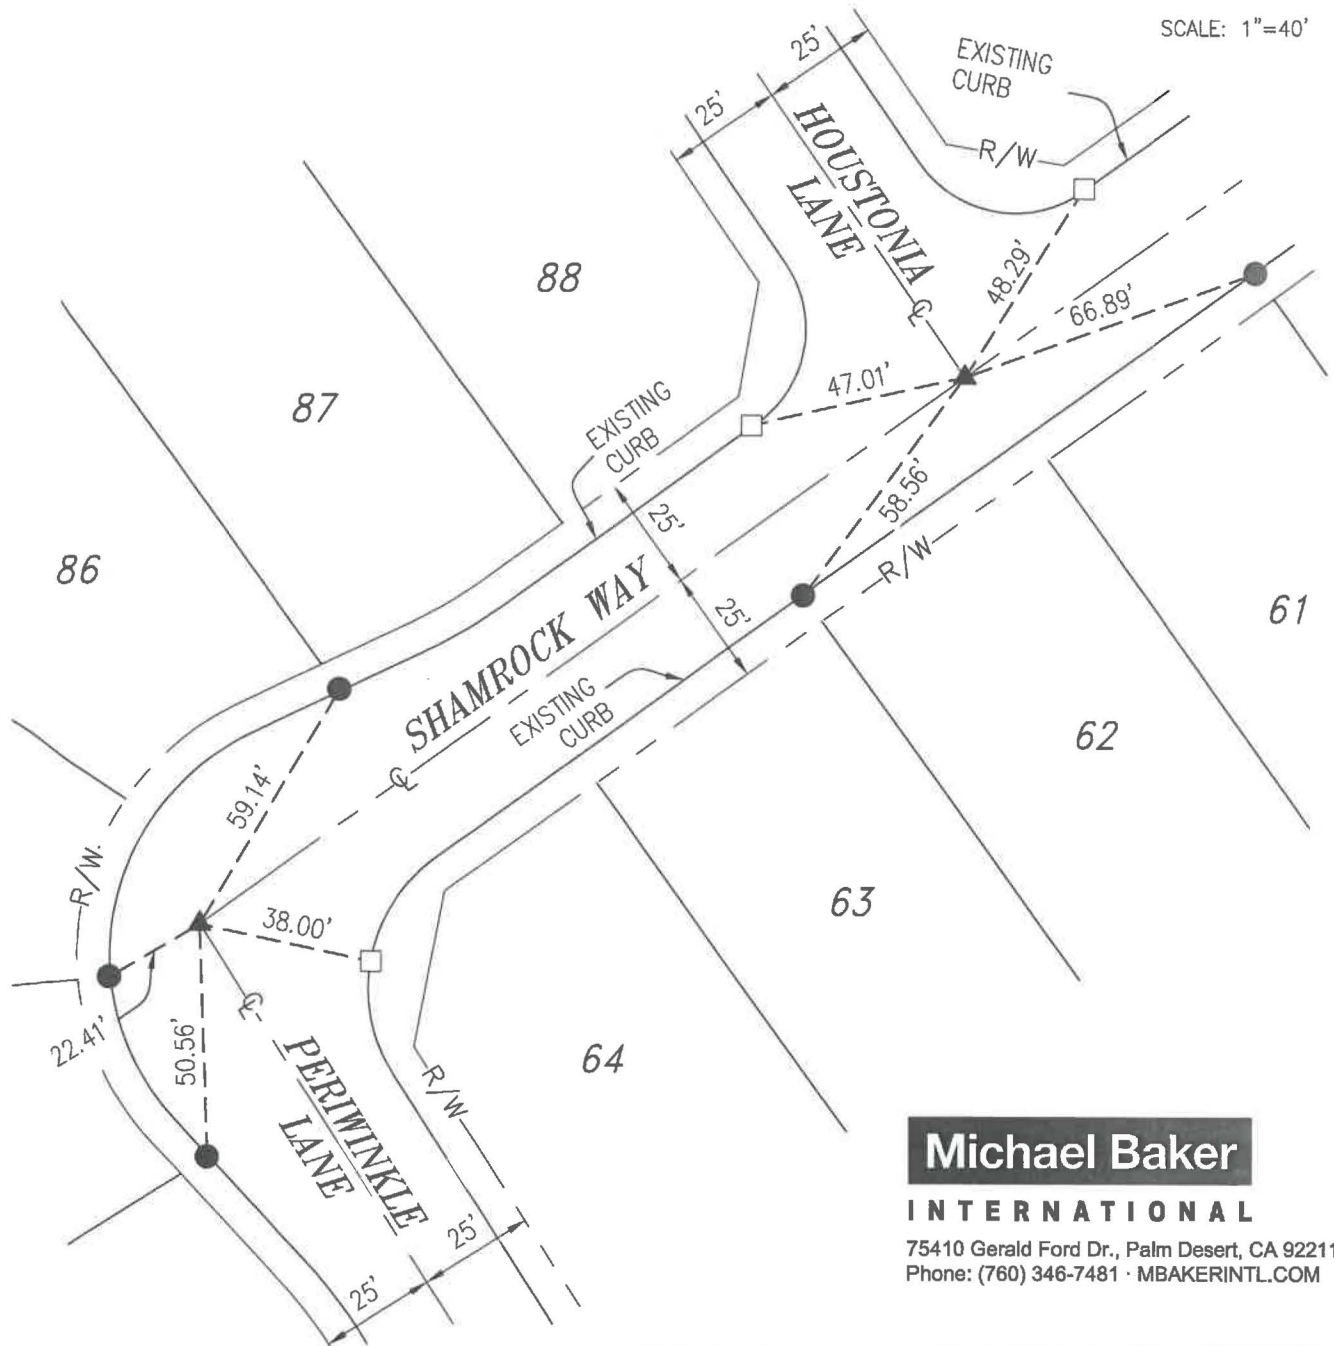 SCALE: 1"=40'
25'
25'
EXISTING
CURB
HOUSTONIA
LANE
R/W
88
48.29'
66.89'
℄
47.01'
87
EXISTING
CURB
58.56'
25'
R/W
86
SHAMROCK WAY
25'
61
EXISTING
CURB
62
℄
59.14'
R/W
38.00'
63
℄
22.41'
50.56'
PERIWINKLE
LANE
R/W
64
25'
25'
Michael Baker
INTERNATIONAL
75410 Gerald Ford Dr., Palm Desert, CA 92211
Phone: (760) 346-7481 · MBAKERINTL.COM